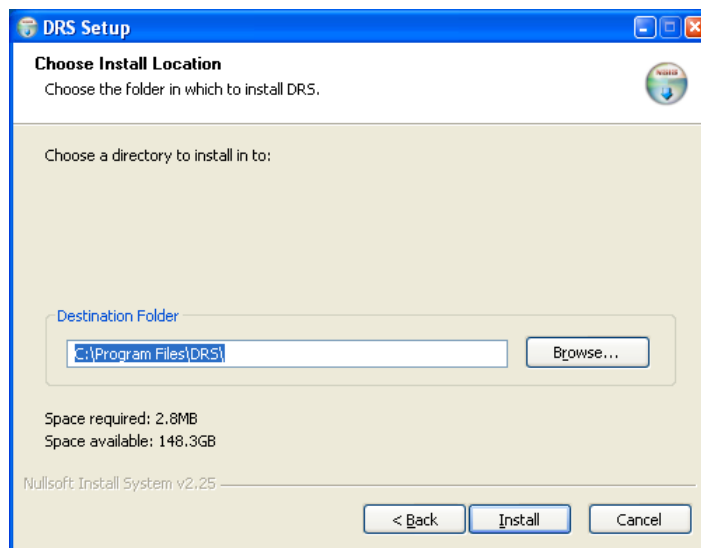 DRS Setup
Choose Install Location
Choose the folder in which to install DRS.
Choose a directory to install in to:
Destination Folder
C:\Program Files\DRS\
Browse...
Space required: 2.8MB
Space available: 148.3GB
Nullsoft Install System v2.25
< Back
Install
Cancel